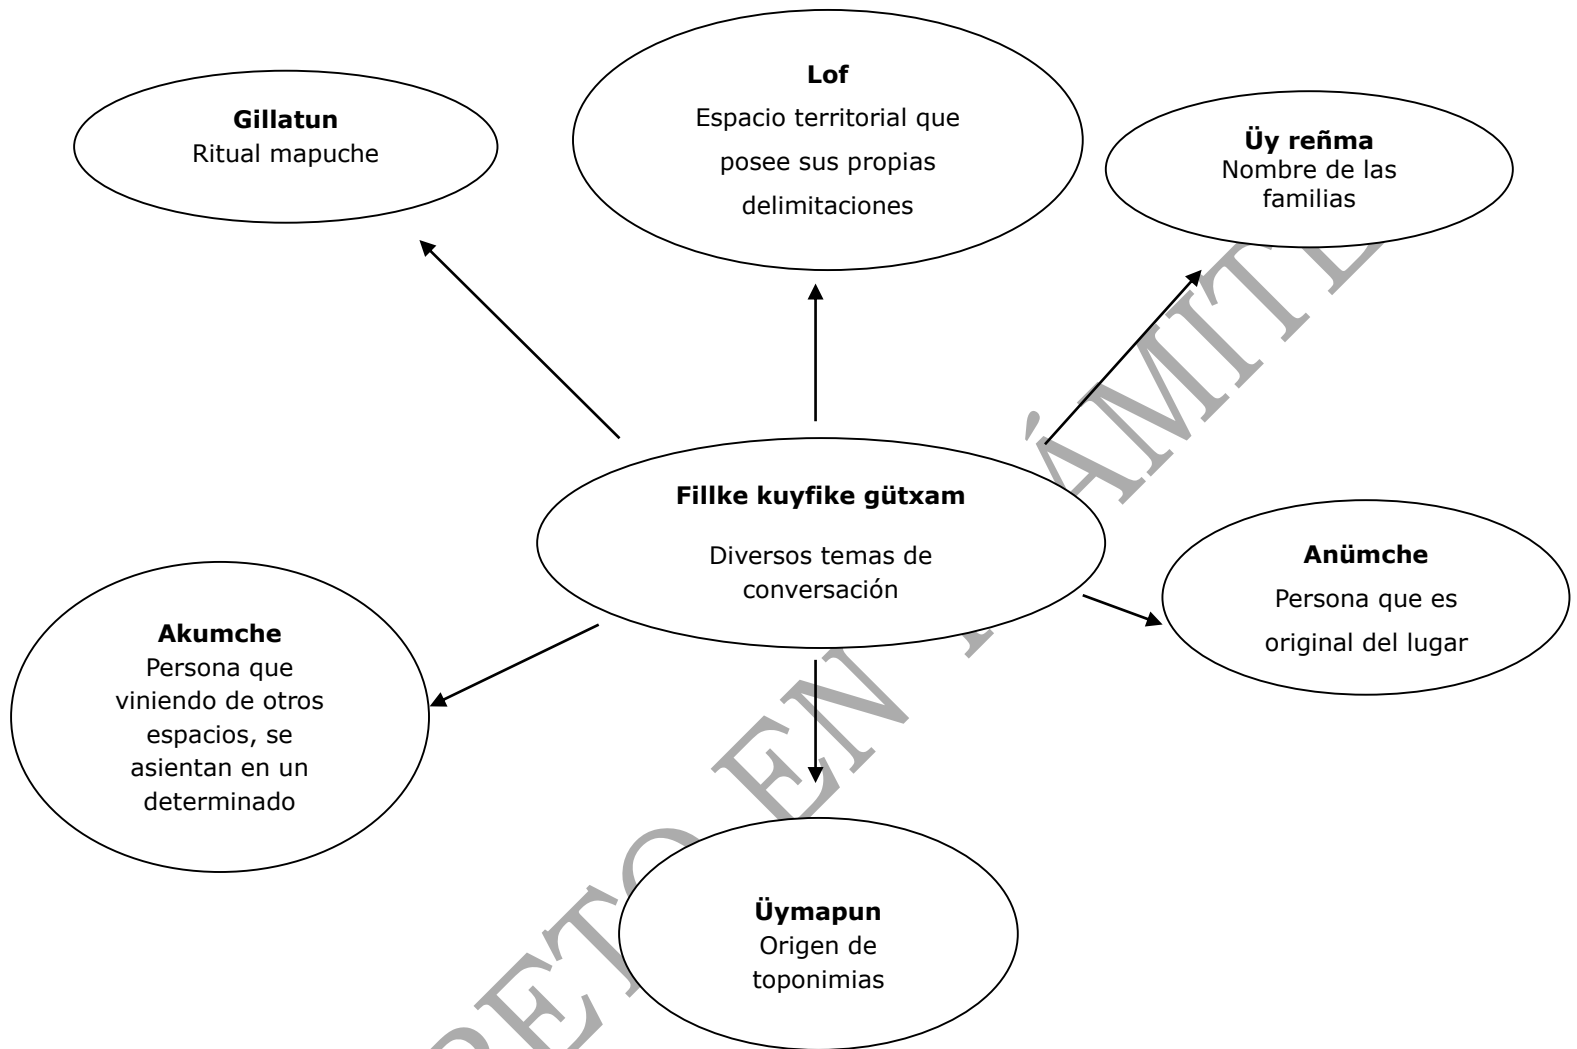 Lof
Espacio territorial que
posee sus propias
delimitaciones
Gillatun
Ritual mapuche
Üy reñma
Nombre de las
familias
Fillke kuyfike gütxam
Diversos temas de
conversación
Anümche
Persona que es
original del lugar
Akumche
Persona que
viniendo de otros
espacios, se
asientan en un
determinado
Üymapun
Origen de
toponimias